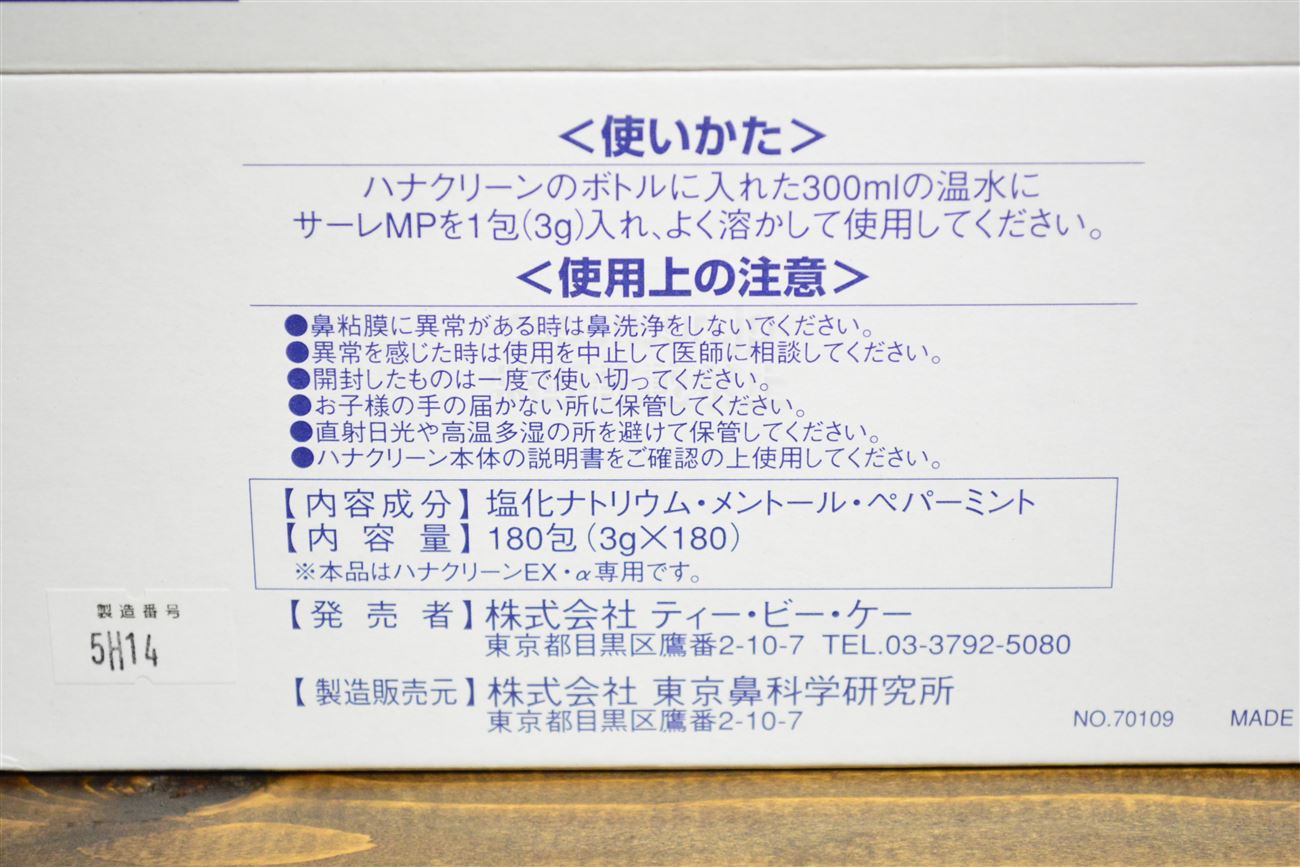 ＜使いかた＞
ハナクリーンのボトルに入れた300mlの温水に
サーレMPを1包(3g)入れ、よく溶かして使用してください。
＜使用上の注意＞
●鼻粘膜に異常がある時は鼻洗浄をしないでください。
●異常を感じた時は使用を中止して医師に相談してください。
●開封したものは一度で使い切ってください。
●お子様の手の届かない所に保管してください。
●直射日光や高温多湿の所を避けて保管してください。
●ハナクリーン本体の説明書をご確認の上使用してください。
【内容成分】塩化ナトリウム・メントール・ペパーミント
【内容量】180包(3g×180)
※本品はハナクリーンEX・α専用です。
製造番号
5H14
【発売者】株式会社 ティー・ビー・ケー
東京都目黒区鷹番2-10-7 TEL.03-3792-5080
【製造販売元】株式会社 東京鼻科学研究所
東京都目黒区鷹番2-10-7
NO.70109 MADE